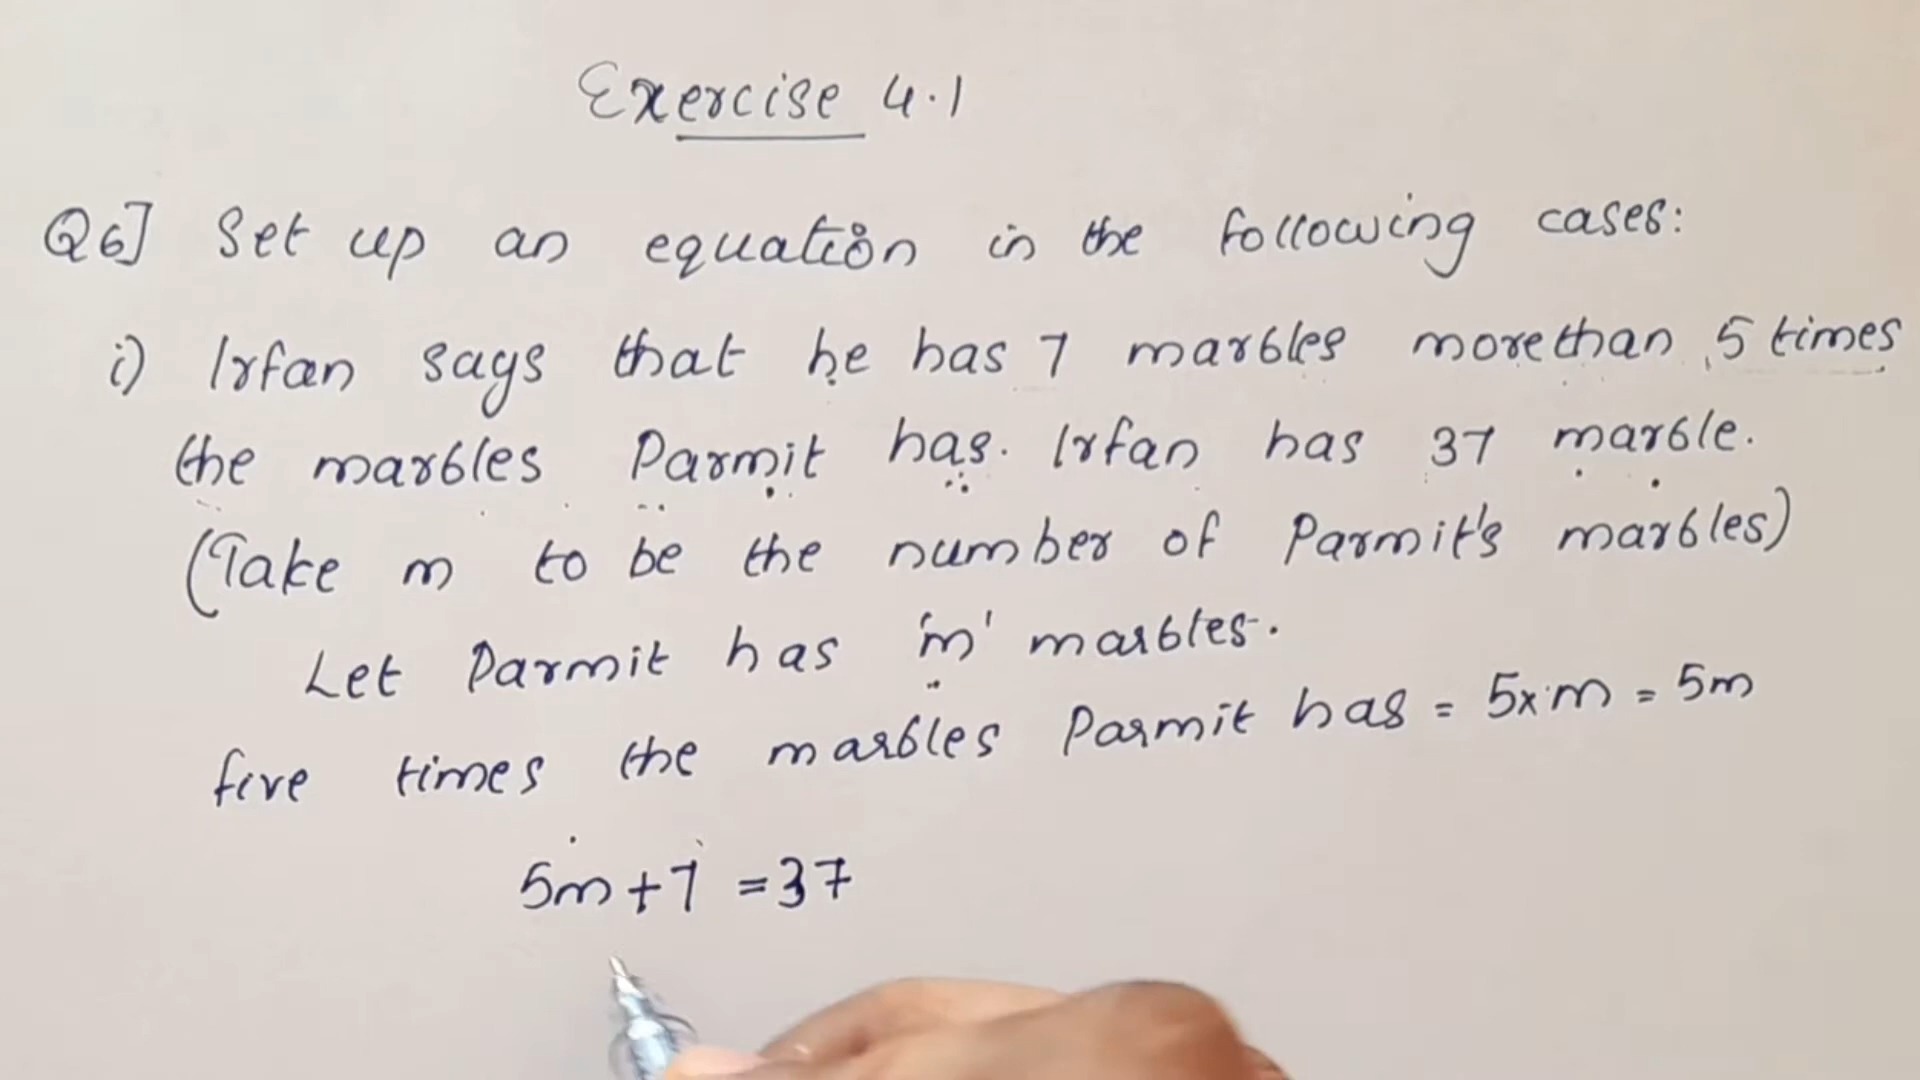 Exercise 4.1
Q6] Set up an equation in the following cases:
i) Irfan says that he has 7 marbles morethan 5 times
the marbles Parmit has. Irfan has 37 marble.
(Take m to be the number of Parmit's marbles)
Let Parmit has 'm' marbles.
five times the marbles Parmit has = 5×m = 5m
5m+7 =37